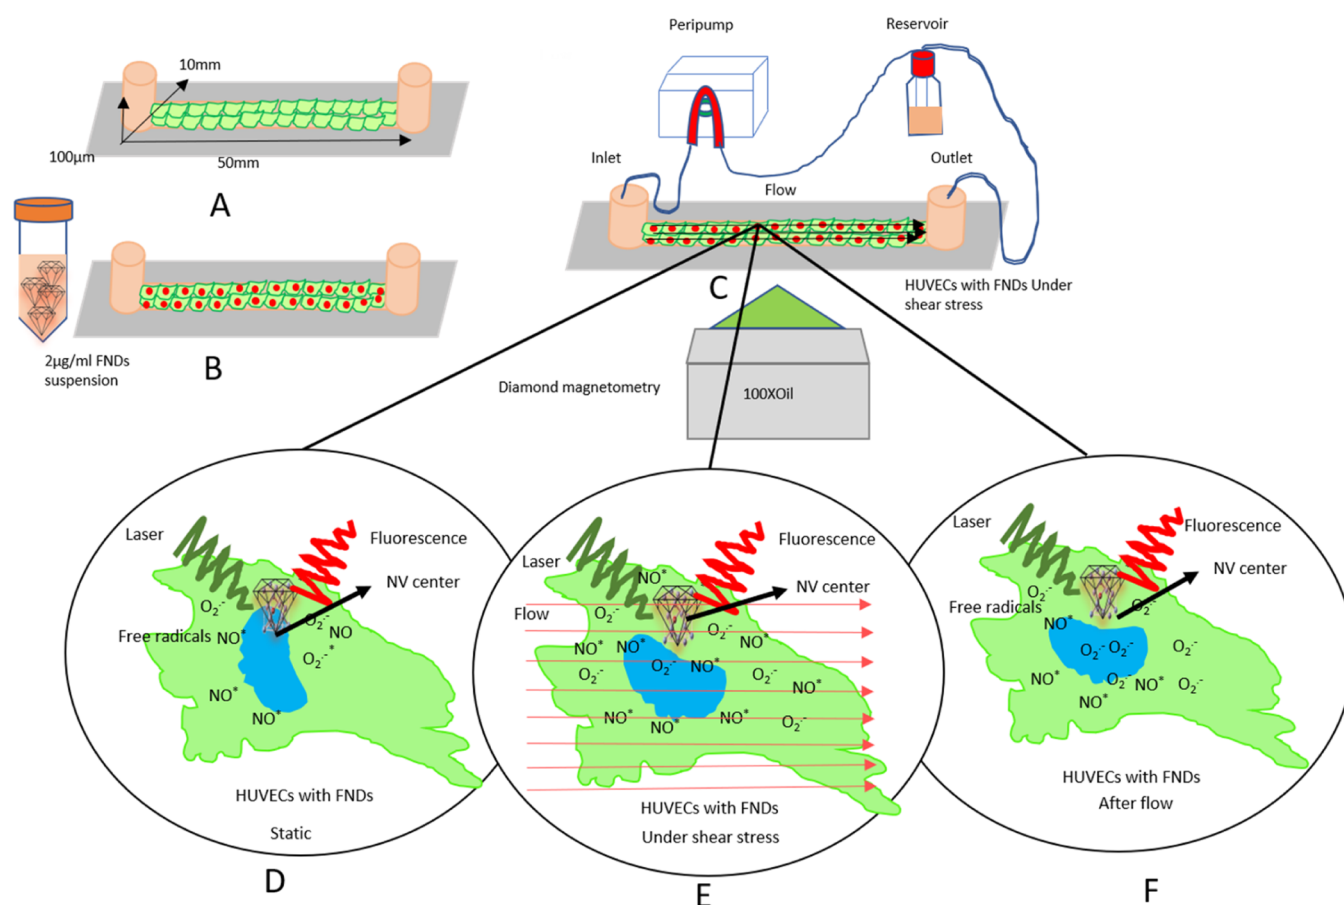 10mm
100μm
50mm
A
2μg/ml FNDs
suspension
B
Peripump
Reservoir
Inlet
Outlet
Flow
C
HUVECs with FNDs Under
shear stress
Diamond magnetometry
100XOil
Laser
Fluorescence
NV center
O₂·⁻
Free radicals
NO*
O₂·⁻
NO
O₂·⁻*
NO*
NO*
HUVECs with FNDs
Static
D
Laser
Fluorescence
NO*
NV center
Flow
O₂·⁻
O₂·⁻
NO*
NO*
NO*
O₂·⁻
O₂·⁻
NO*
NO*
NO*
NO*
NO*
O₂·⁻
HUVECs with FNDs
Under shear stress
E
Laser
Fluorescence
NV center
O₂·⁻
O₂·⁻
Free radicals
NO*
O₂·⁻
O₂·⁻
O₂·⁻
NO*
O₂·⁻
NO*
O₂·⁻
NO*
HUVECs with FNDs
After flow
F